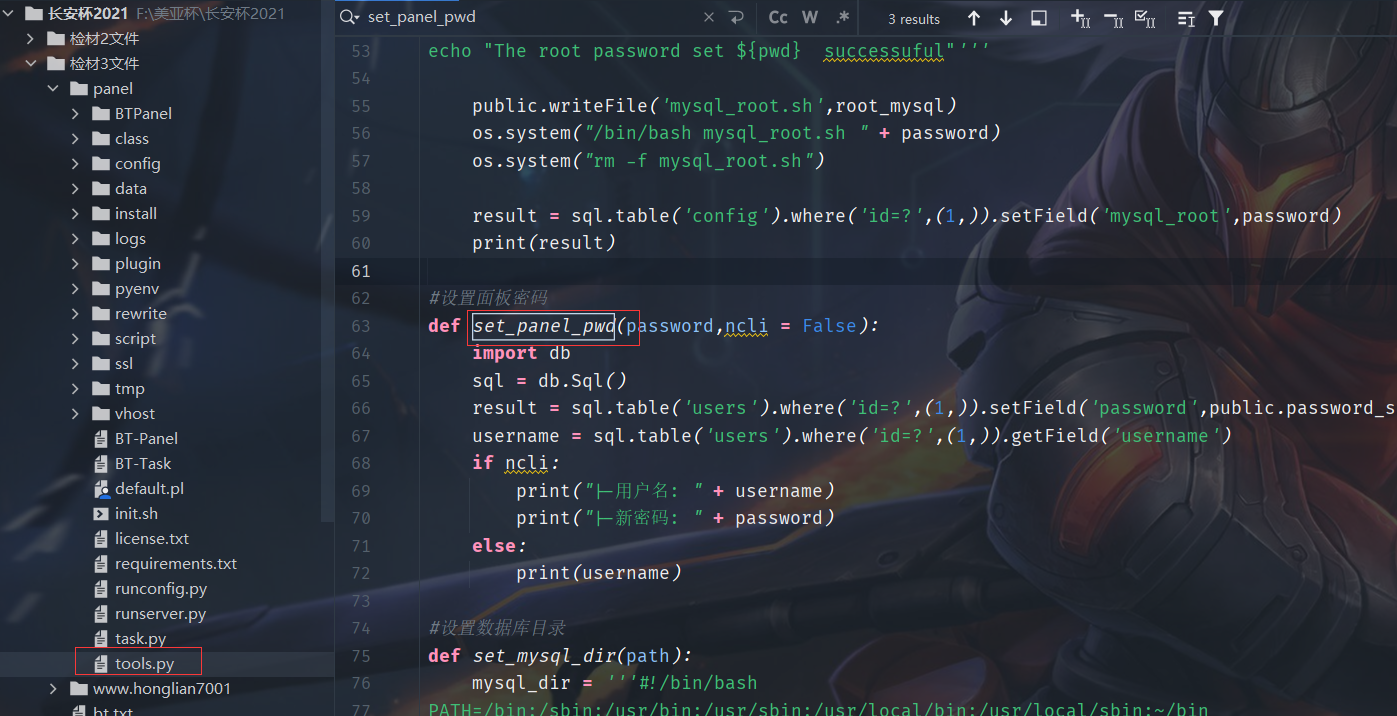 长安杯2021 F:\美亚杯\长安杯2021
检材2文件
检材3文件
panel
BTPanel
class
config
data
install
logs
plugin
pyenv
rewrite
script
ssl
tmp
vhost
BT-Panel
BT-Task
default.pl
init.sh
license.txt
requirements.txt
runconfig.py
runserver.py
task.py
tools.py
www.honglian7001
bt.txt
set_panel_pwd
Cc W .* 3 results
53 echo "The root password set ${pwd}  successuful"'''
54
55 public.writeFile('mysql_root.sh',root_mysql)
56 os.system("/bin/bash mysql_root.sh " + password)
57 os.system("rm -f mysql_root.sh")
58
59 result = sql.table('config').where('id=?',(1,)).setField('mysql_root',password)
60 print(result)
61
62 #设置面板密码
63 def set_panel_pwd(password,ncli = False):
64 import db
65 sql = db.Sql()
66 result = sql.table('users').where('id=?',(1,)).setField('password',public.password_s
67 username = sql.table('users').where('id=?',(1,)).getField('username')
68 if ncli:
69 print("|-用户名: " + username)
70 print("|-新密码: " + password)
71 else:
72 print(username)
73
74 #设置数据库目录
75 def set_mysql_dir(path):
76 mysql_dir = '''#!/bin/bash
77 PATH=/bin:/sbin:/usr/bin:/usr/sbin:/usr/local/bin:/usr/local/sbin:~/bin